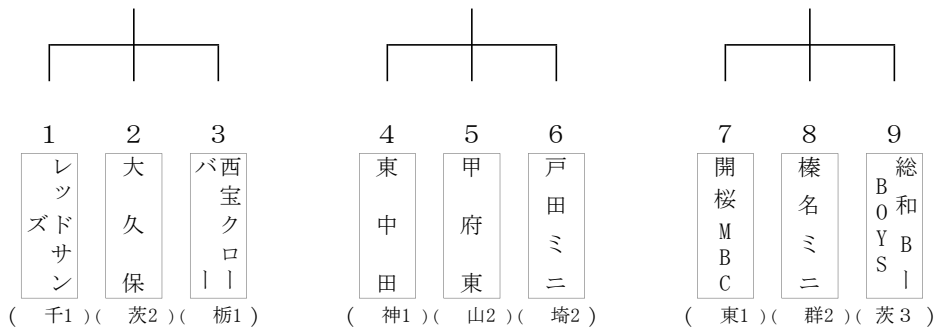 1 2 3 4 5 6 7 8 9
レッドサンズ
大久保
西宝クローバー
東中田
甲府東
戸田ミニ
開桜MBC
榛名ミニ
総和BーBOYS
( 千1 )( 茨2 )( 栃1 ) ( 神1 )( 山2 )( 埼2 ) ( 東1 )( 群2 )( 茨3 )